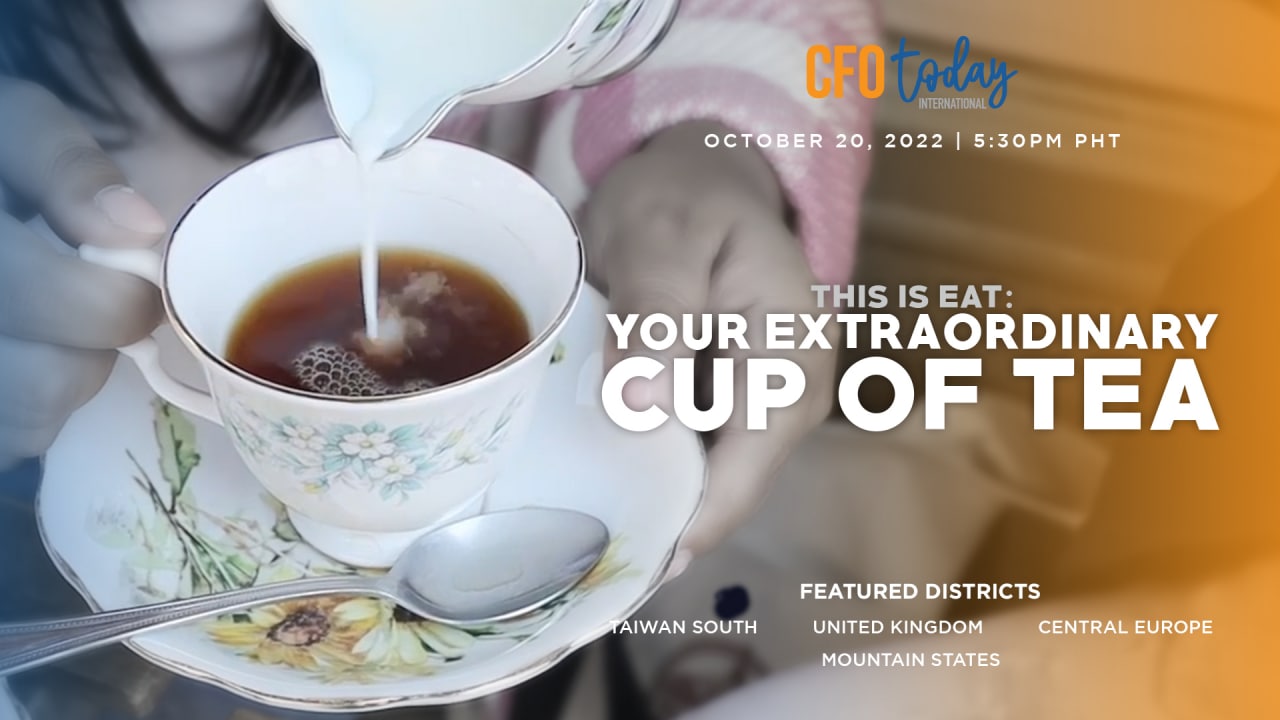 CFO today
INTERNATIONAL
OCTOBER 20, 2022 | 5:30PM PHT
THIS IS EAT:
YOUR EXTRAORDINARY
CUP OF TEA
FEATURED DISTRICTS
TAIWAN SOUTH UNITED KINGDOM CENTRAL EUROPE
MOUNTAIN STATES